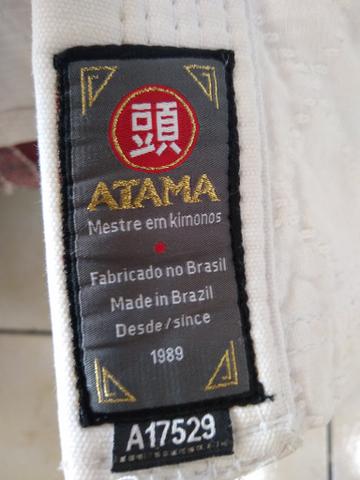 頭
ATAMA
Mestre em kimonos
Fabricado no Brasil
Made in Brazil
Desde/since
1989
A17529